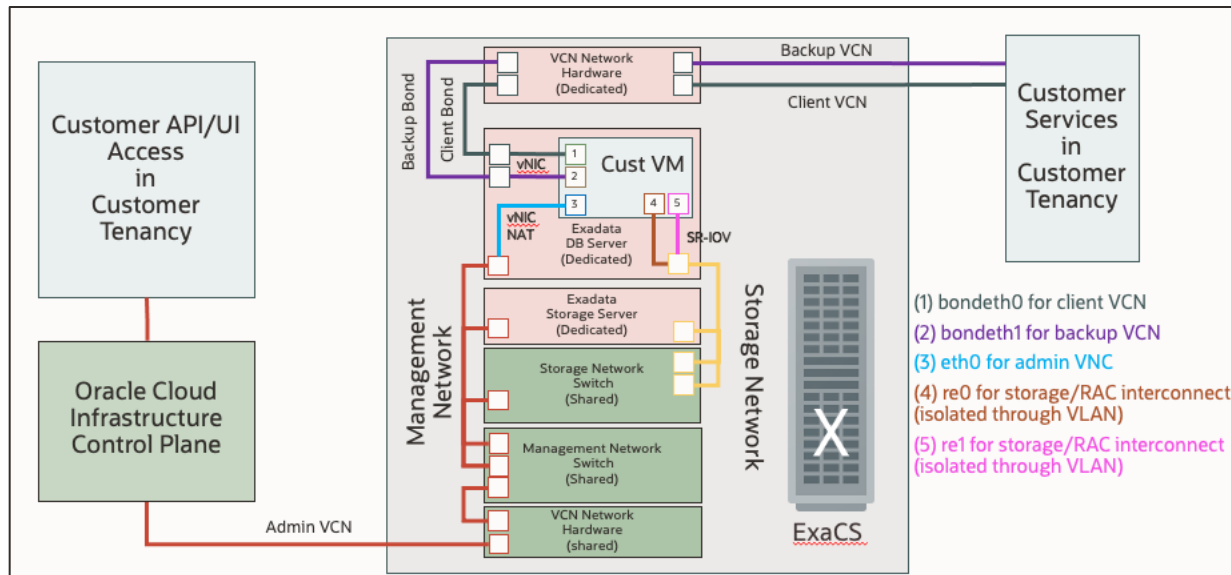 Customer API/UI
Access
in
Customer
Tenancy
Oracle Cloud
Infrastructure
Control Plane
Admin VCN
Backup Bond
Client Bond
VCN Network
Hardware
(Dedicated)
Backup VCN
Client VCN
Customer
Services
in
Customer
Tenancy
vNIC
1
2
3
Cust VM
4
5
vNIC
NAT
Exadata
DB Server
(Dedicated)
SR-IOV
Management
Network
Exadata
Storage Server
(Dedicated)
Storage Network
Switch
(Shared)
Management Network
Switch
(Shared)
VCN Network
Hardware
(shared)
Storage Network
X
ExaCS
(1) bondeth0 for client VCN
(2) bondeth1 for backup VCN
(3) eth0 for admin VNC
(4) re0 for storage/RAC interconnect
(isolated through VLAN)
(5) re1 for storage/RAC interconnect
(isolated through VLAN)